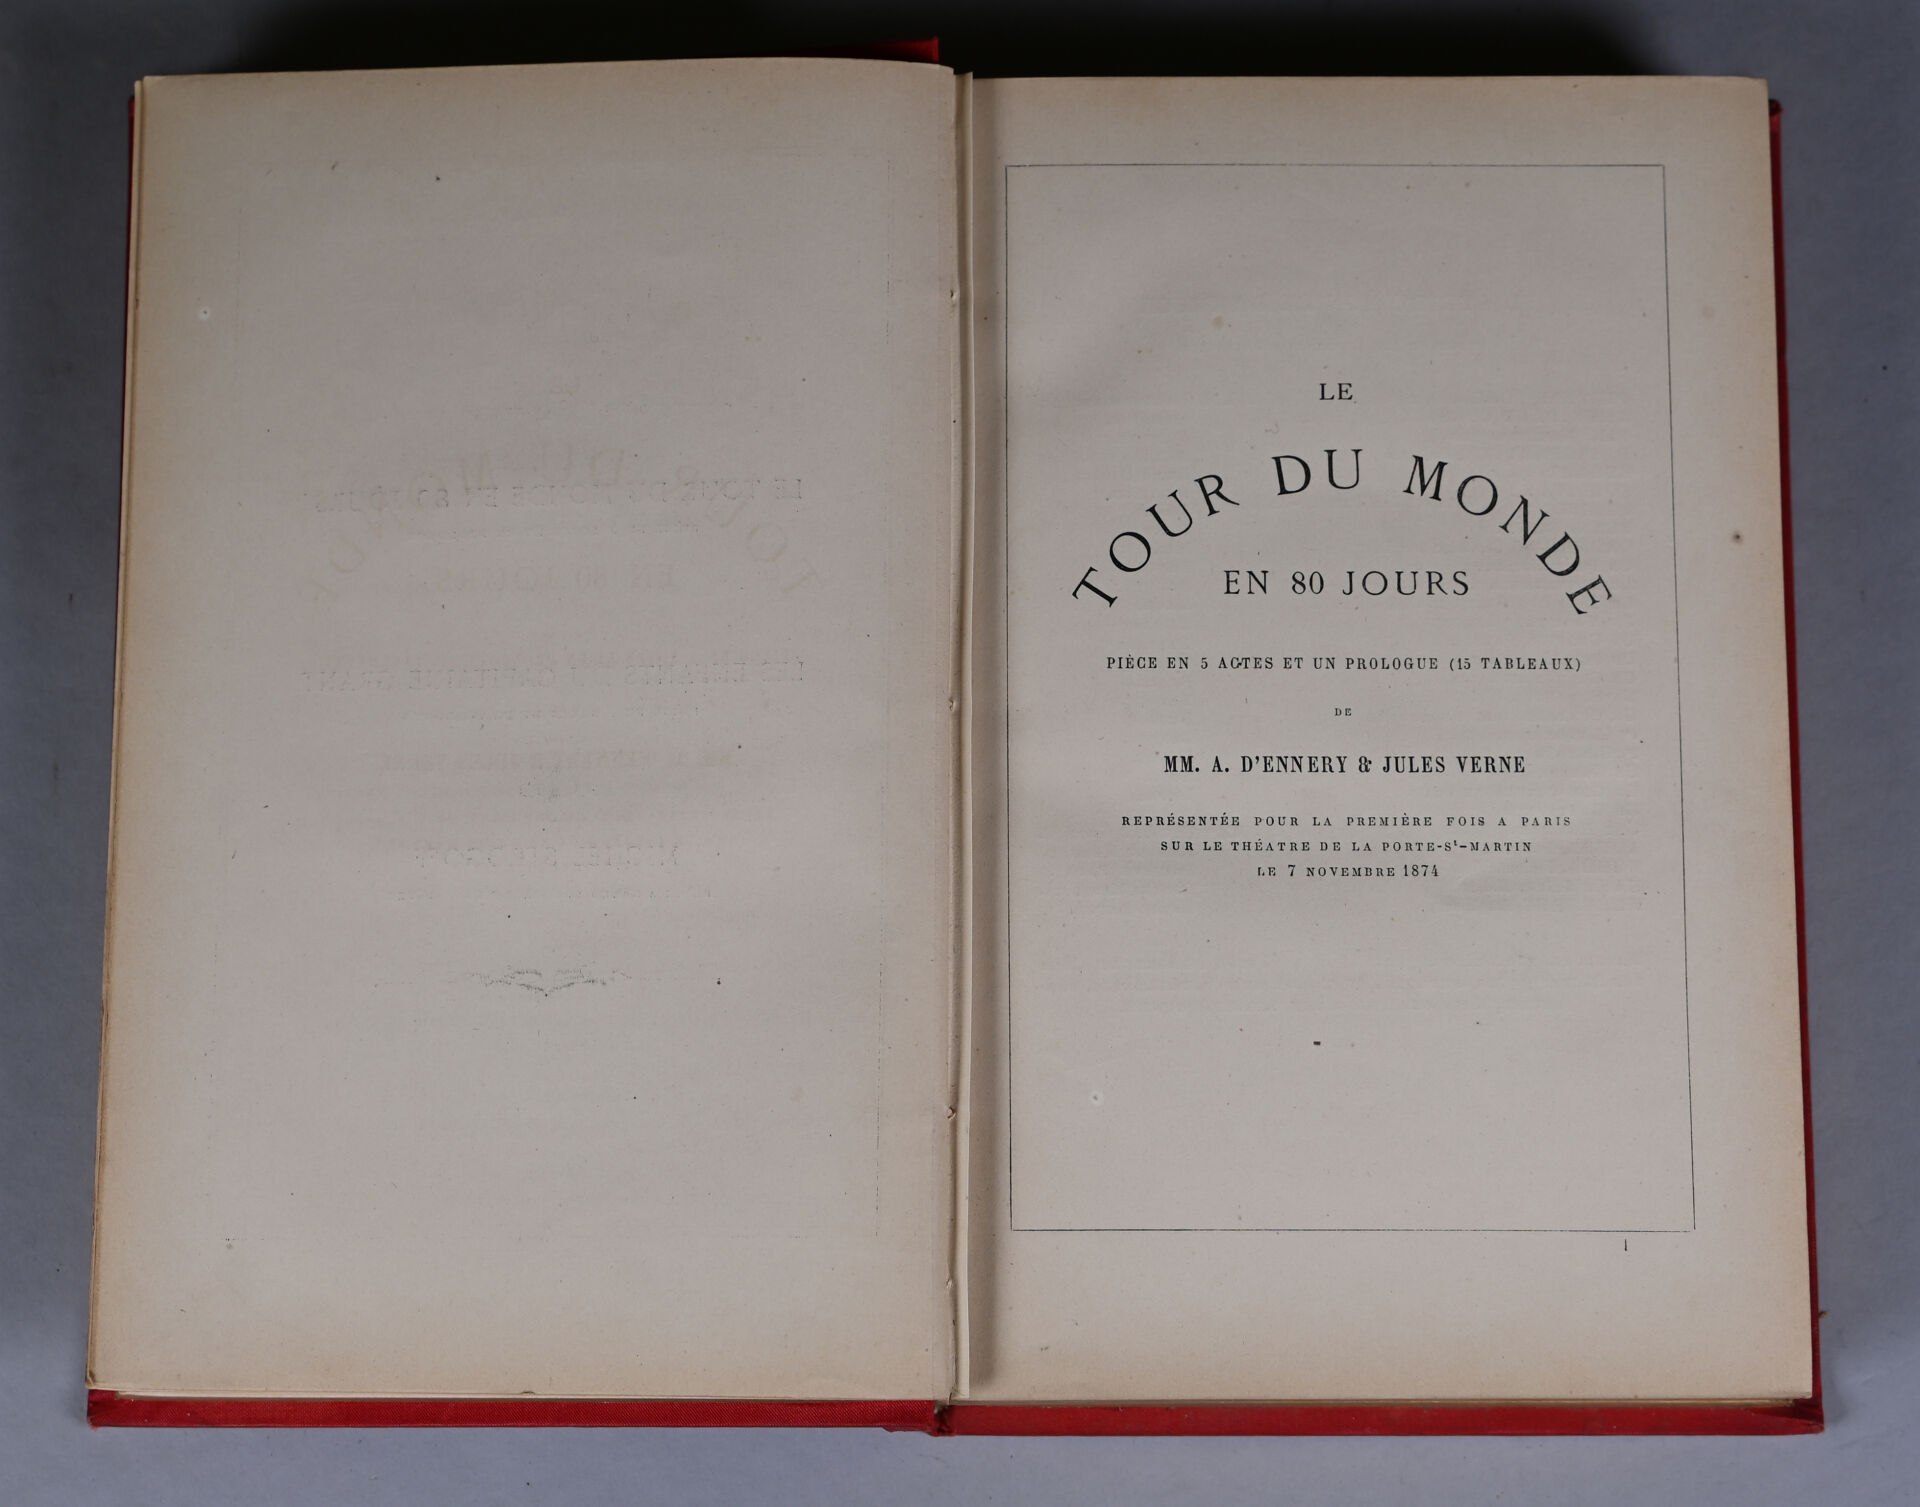 LE
TOUR DU MONDE
EN 80 JOURS
PIÈCE EN 5 ACTES ET UN PROLOGUE (15 TABLEAUX)
DE
MM. A. D'ENNERY & JULES VERNE
REPRÉSENTÉE POUR LA PREMIÈRE FOIS A PARIS
SUR LE THÉATRE DE LA PORTE-St-MARTIN
LE 7 NOVEMBRE 1874
1